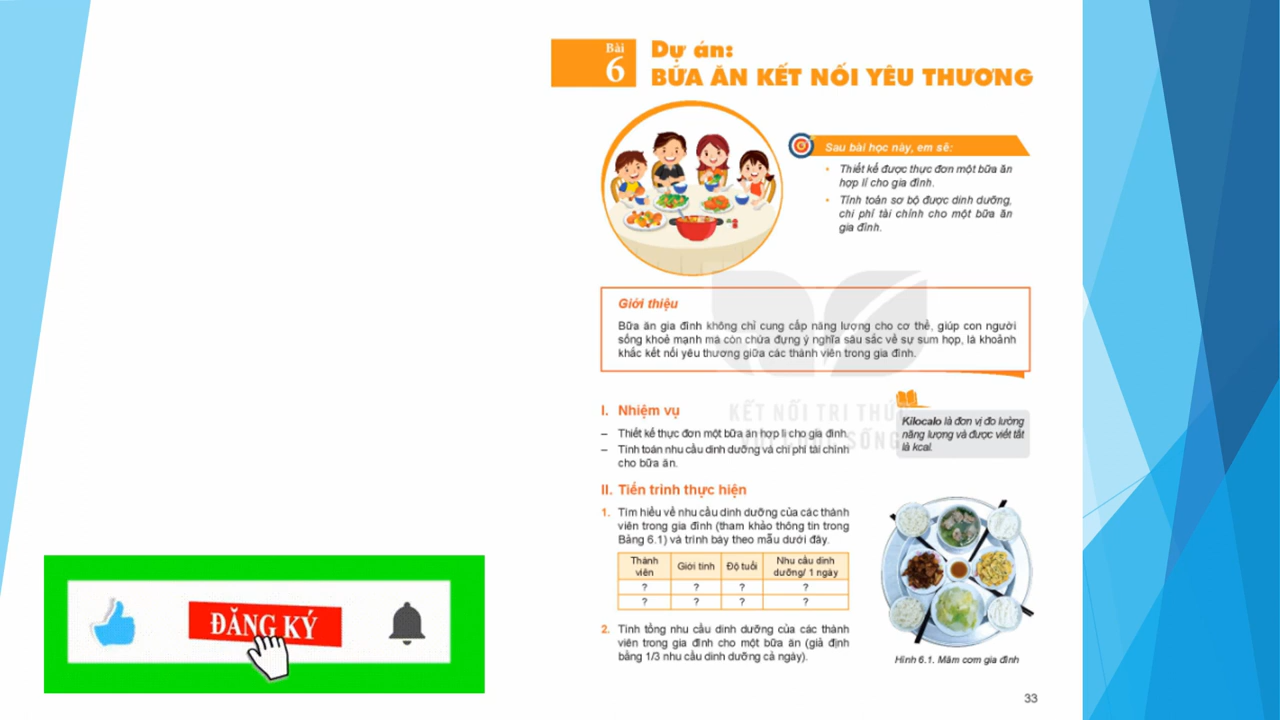 Bài
6
Dự án:
BỮA ĂN KẾT NỐI YÊU THƯƠNG
Sau bài học này, em sẽ:
• Thiết kế được thực đơn một bữa ăn
hợp lí cho gia đình.
• Tính toán sơ bộ được dinh dưỡng,
chi phí tài chính cho một bữa ăn
gia đình.
Giới thiệu
Bữa ăn gia đình không chỉ cung cấp năng lượng cho cơ thể, giúp con người
sống khoẻ mạnh mà còn chứa đựng ý nghĩa sâu sắc về sự sum họp, là khoảnh
khắc kết nối yêu thương giữa các thành viên trong gia đình.
KẾT NỐI TRI THỨC
VỚI CUỘC SỐNG
I. Nhiệm vụ
– Thiết kế thực đơn một bữa ăn hợp lí cho gia đình.
– Tính toán nhu cầu dinh dưỡng và chi phí tài chính
cho bữa ăn.
Kilocalo là đơn vị đo lường
năng lượng và được viết tắt
là kcal.
II. Tiến trình thực hiện
1. Tìm hiểu về nhu cầu dinh dưỡng của các thành
viên trong gia đình (tham khảo thông tin trong
Bảng 6.1) và trình bày theo mẫu dưới đây.
Thành viên Giới tính Độ tuổi Nhu cầu dinh dưỡng/ 1 ngày
? ? ? ?
? ? ? ?
2. Tính tổng nhu cầu dinh dưỡng của các thành
viên trong gia đình cho một bữa ăn (giả định
bằng 1/3 nhu cầu dinh dưỡng cả ngày).
Hình 6.1. Mâm cơm gia đình
33
ĐĂNG KÝ